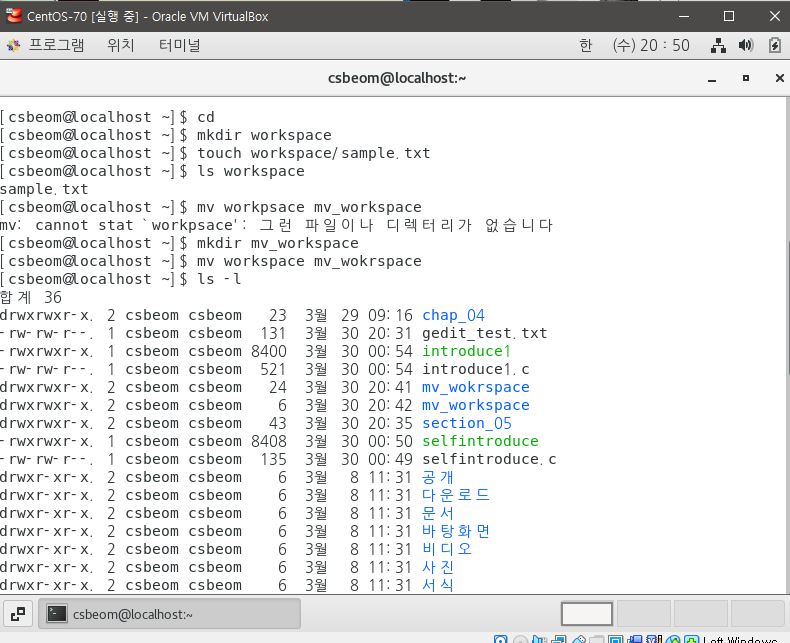 CentOS-70 [실행 중] - Oracle VM VirtualBox
프로그램 위치 터미널 한 (수) 20 : 50
csbeom@localhost:~
[csbeom@localhost ~]$ cd
[csbeom@localhost ~]$ mkdir workspace
[csbeom@localhost ~]$ touch workspace/sample.txt
[csbeom@localhost ~]$ ls workspace
sample.txt
[csbeom@localhost ~]$ mv workpsace mv_workspace
mv: cannot stat `workpsace': 그런 파일이나 디렉터리가 없습니다
[csbeom@localhost ~]$ mkdir mv_workspace
[csbeom@localhost ~]$ mv workspace mv_wokrspace
[csbeom@localhost ~]$ ls -l
합계 36
drwxrwxr-x. 2 csbeom csbeom 23 3월 29 09:16 chap_04
-rw-rw-r--. 1 csbeom csbeom 131 3월 30 20:31 gedit_test.txt
-rwxrwxr-x. 1 csbeom csbeom 8400 3월 30 00:54 introduce1
-rw-rw-r--. 1 csbeom csbeom 521 3월 30 00:54 introduce1.c
drwxrwxr-x. 2 csbeom csbeom 24 3월 30 20:41 mv_wokrspace
drwxrwxr-x. 2 csbeom csbeom 6 3월 30 20:42 mv_workspace
drwxrwxr-x. 2 csbeom csbeom 43 3월 30 20:35 section_05
-rwxrwxr-x. 1 csbeom csbeom 8408 3월 30 00:50 selfintroduce
-rw-rw-r--. 1 csbeom csbeom 135 3월 30 00:49 selfintroduce.c
drwxr-xr-x. 2 csbeom csbeom 6 3월 8 11:31 공개
drwxr-xr-x. 2 csbeom csbeom 6 3월 8 11:31 다운로드
drwxr-xr-x. 2 csbeom csbeom 6 3월 8 11:31 문서
drwxr-xr-x. 2 csbeom csbeom 6 3월 8 11:31 바탕화면
drwxr-xr-x. 2 csbeom csbeom 6 3월 8 11:31 비디오
drwxr-xr-x. 2 csbeom csbeom 6 3월 8 11:31 사진
drwxr-xr-x. 2 csbeom csbeom 6 3월 8 11:31 서식
csbeom@localhost:~
Left Windows